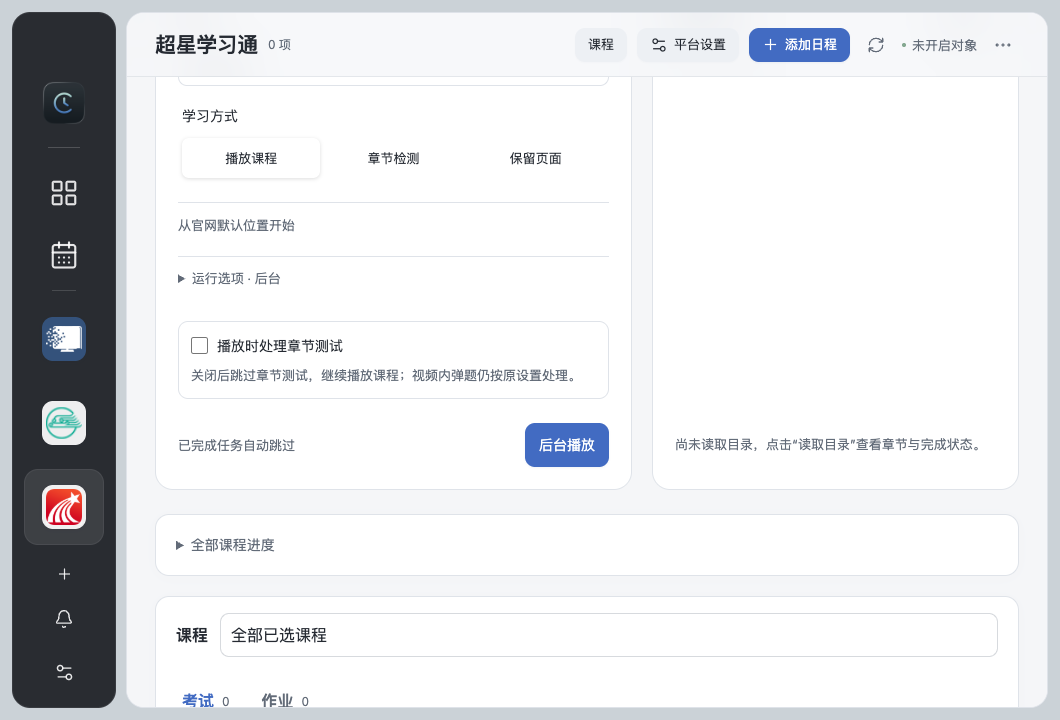 超星学习通 0 项
课程
平台设置
添加日程
未开启对象
学习方式
播放课程
章节检测
保留页面
从官网默认位置开始
运行选项 · 后台
播放时处理章节测试
关闭后跳过章节测试，继续播放课程；视频内弹题仍按原设置处理。
已完成任务自动跳过
后台播放
尚未读取目录，点击“读取目录”查看章节与完成状态。
全部课程进度
课程
全部已选课程
考试 0
作业 0